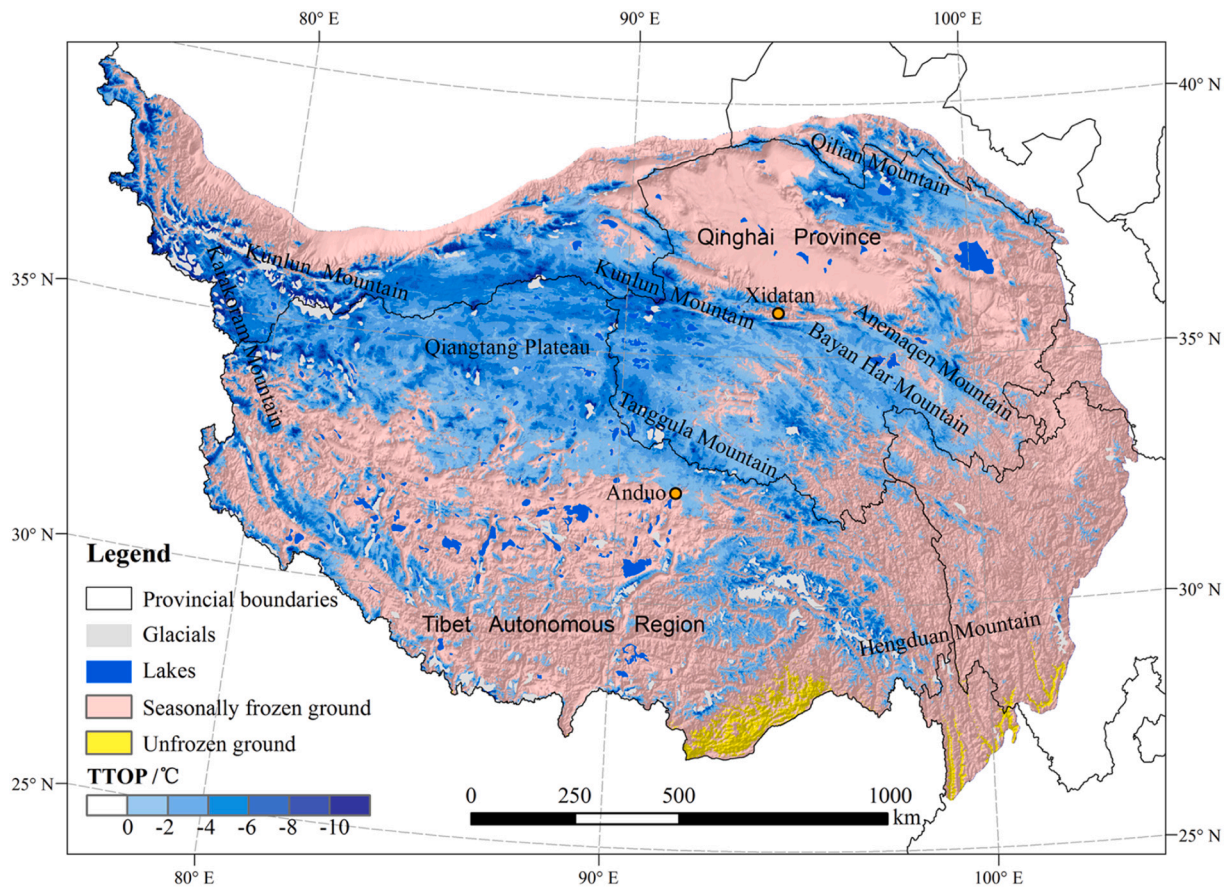 80° E
90° E
100° E
40° N
Qilian Mountain
Qinghai Province
35° N
Kunlun Mountain
Kunlun Mountain
Xidatan
Karakoram Mountain
Anemaqen Mountain
35° N
Qiangtang Plateau
Bayan Har Mountain
Tanggula Mountain
Anduo
30° N
Legend
Provincial boundaries
Glacials
Lakes
Seasonally frozen ground
Unfrozen ground
TTOP /℃
0 -2 -4 -6 -8 -10
30° N
Tibet Autonomous Region
Hengduan Mountain
25° N
0 250 500 1000
km
25° N
80° E
90° E
100° E